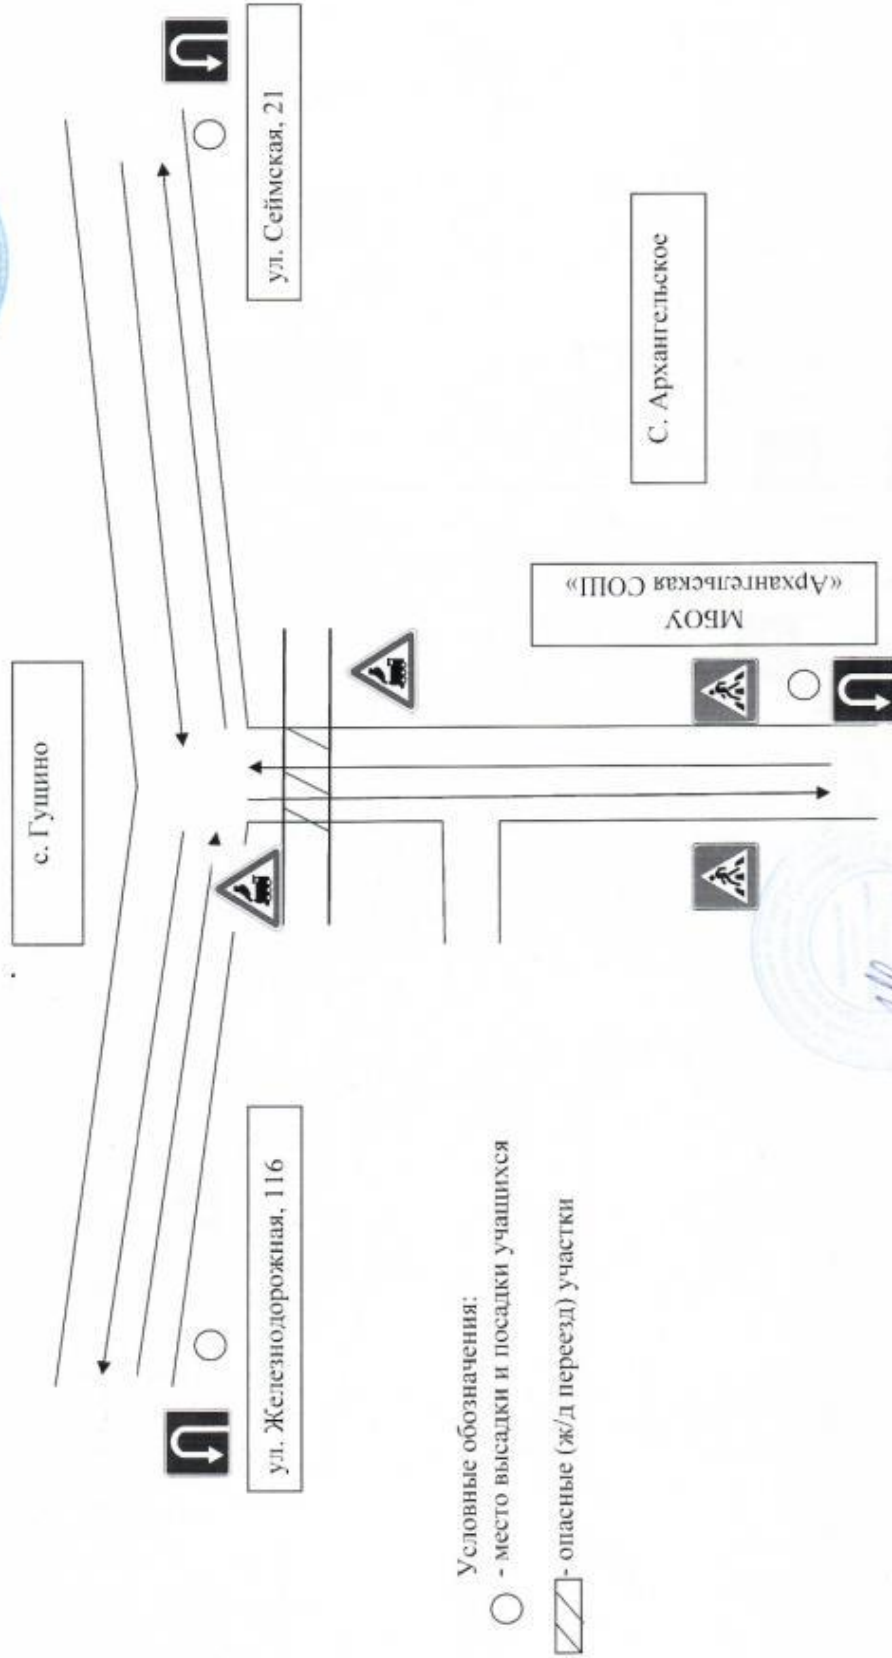 с. Гущино
ул. Железнодорожная, 116
ул. Сеймская, 21
МБОУ
«Архангельская СОШ»
С. Архангельское
Условные обозначения:
- место высадки и посадки учащихся
- опасные (ж/д переезд) участки